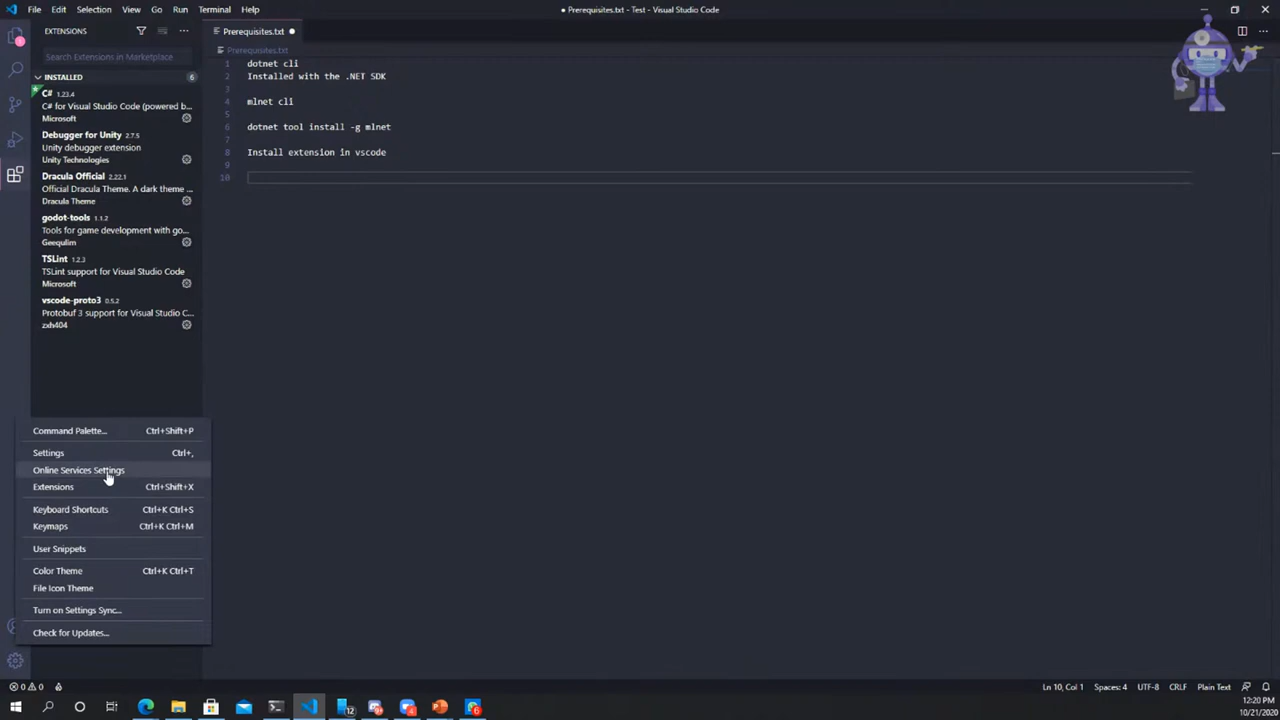 File Edit Selection View Go Run Terminal Help
● Prerequisites.txt - Test - Visual Studio Code
EXTENSIONS
Search Extensions in Marketplace
INSTALLED 6
C# 1.23.4
C# for Visual Studio Code (powered b...
Microsoft
Debugger for Unity 2.7.5
Unity debugger extension
Unity Technologies
Dracula Official 2.22.1
Official Dracula Theme. A dark theme ...
Dracula Theme
godot-tools 1.1.2
Tools for game development with go...
Geequlim
TSLint 1.2.3
TSLint support for Visual Studio Code
Microsoft
vscode-proto3 0.5.2
Protobuf 3 support for Visual Studio C...
zxh404
Prerequisites.txt ●
Prerequisites.txt
1 dotnet cli
2 Installed with the .NET SDK
3
4 mlnet cli
5
6 dotnet tool install -g mlnet
7
8 Install extension in vscode
9
10
Command Palette... Ctrl+Shift+P
Settings Ctrl+,
Online Services Settings
Extensions Ctrl+Shift+X
Keyboard Shortcuts Ctrl+K Ctrl+S
Keymaps Ctrl+K Ctrl+M
User Snippets
Color Theme Ctrl+K Ctrl+T
File Icon Theme
Turn on Settings Sync...
Check for Updates...
0 0
Ln 10, Col 1 Spaces: 4 UTF-8 CRLF Plain Text
12
12:20 PM
10/21/2020